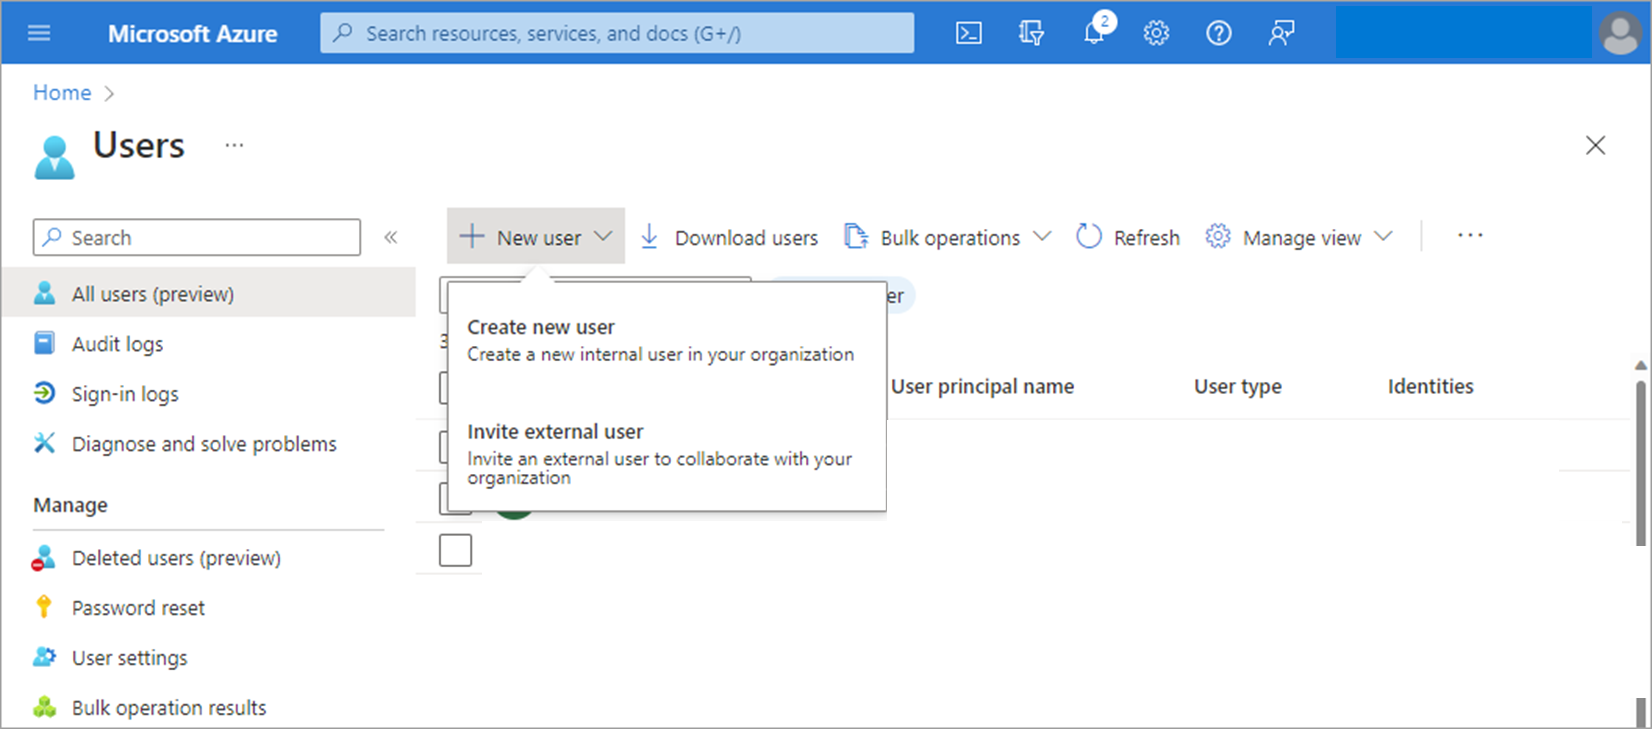 Microsoft Azure
Search resources, services, and docs (G+/)
2
Home
Users
Search
New user
Download users
Bulk operations
Refresh
Manage view
All users (preview)
Audit logs
Sign-in logs
Diagnose and solve problems
Manage
Deleted users (preview)
Password reset
User settings
Bulk operation results
Create new user
Create a new internal user in your organization
Invite external user
Invite an external user to collaborate with your
organization
er
User principal name
User type
Identities